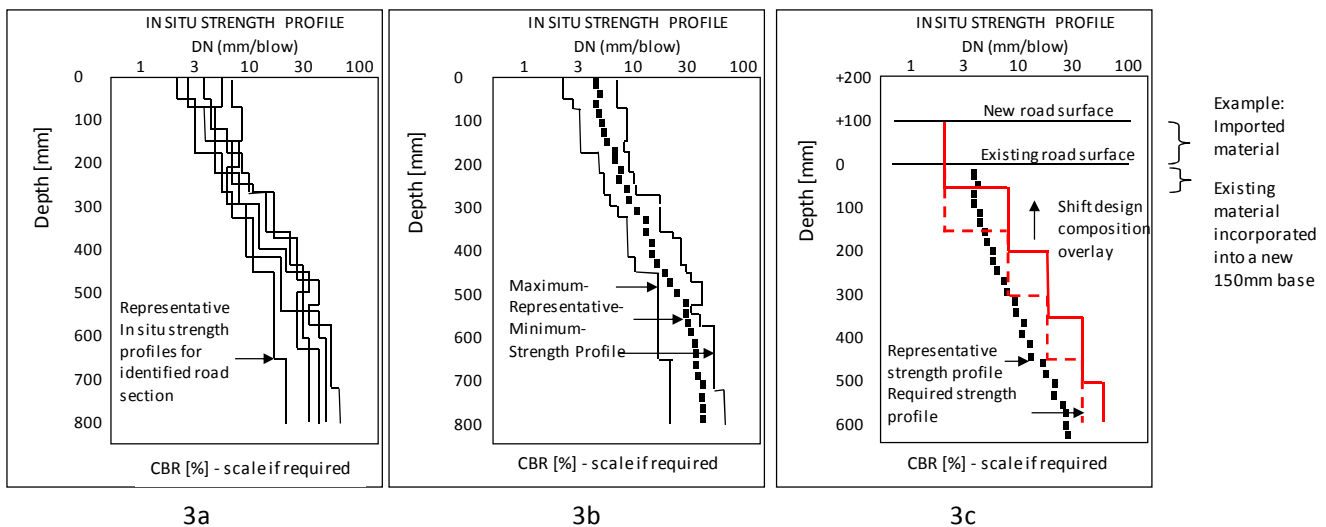 IN SITU STRENGTH PROFILE
DN (mm/blow)
1 3 10 30 100
0
100
200
300
400
500
600
700
800
Depth [mm]
Representative
In situ strength
profiles for
identified road
section
CBR [%] - scale if required
3a
IN SITU STRENGTH PROFILE
DN (mm/blow)
1 3 10 30 100
0
100
200
300
400
500
600
700
800
Depth [mm]
Maximum-
Representative-
Minimum-
Strength Profile
CBR [%] - scale if required
3b
IN SITU STRENGTH PROFILE
DN (mm/blow)
1 3 10 30 100
+200
+100
0
100
200
300
400
500
600
Depth [mm]
New road surface
Existing road surface
Shift design
composition
overlay
Representative
strength profile
Required strength
profile
CBR [%] - scale if required
3c
Example:
Imported
material
Existing
material
incorporated
into a new
150mm base